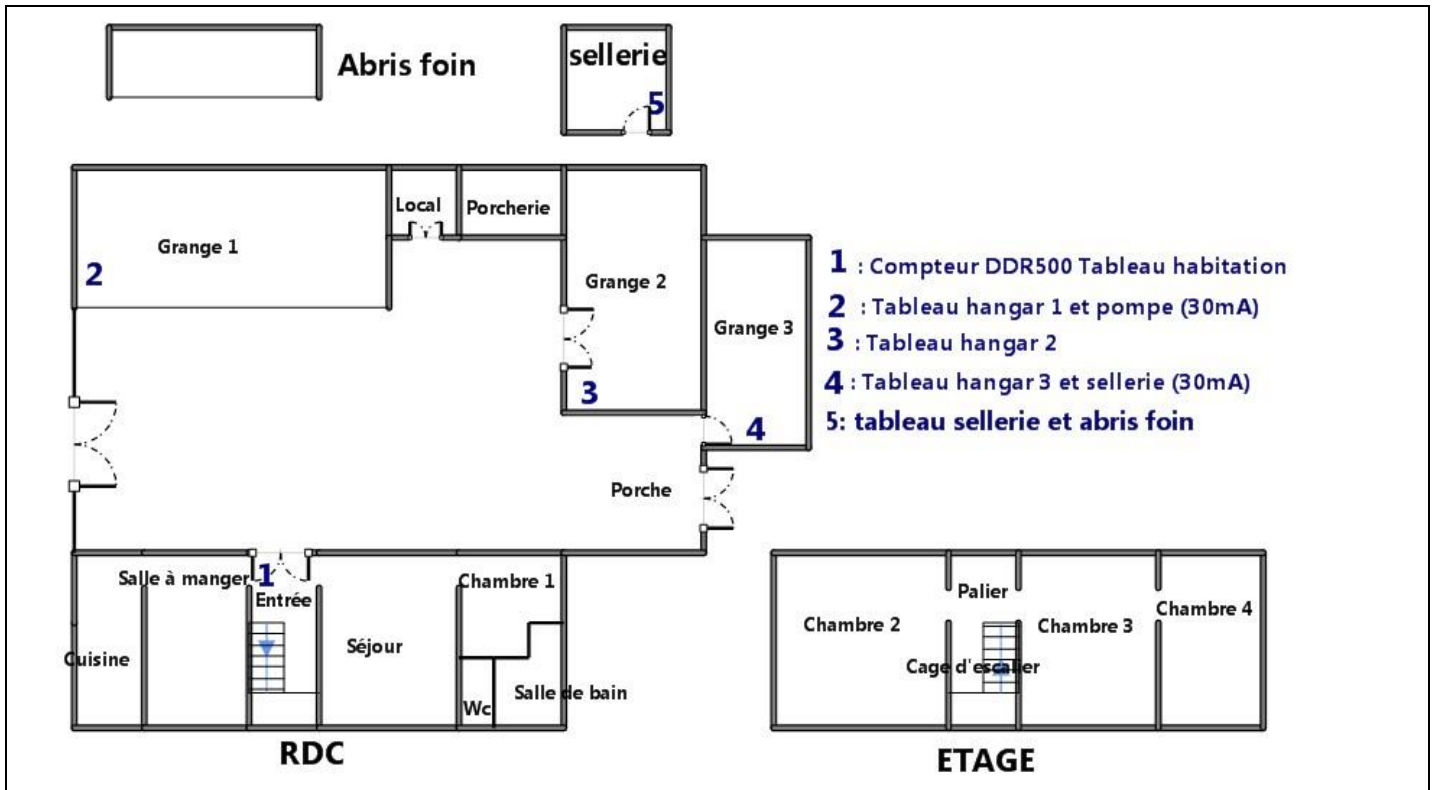 Abris foin
sellerie
5
Local
Porcherie
Grange 1
2
Grange 2
Grange 3
3
4
1 : Compteur DDR500 Tableau habitation
2 : Tableau hangar 1 et pompe (30mA)
3 : Tableau hangar 2
4 : Tableau hangar 3 et sellerie (30mA)
5: tableau sellerie et abris foin
Porche
Salle à manger
1
Entrée
Chambre 1
Séjour
Cuisine
Salle de bain
Wc
RDC
Palier
Chambre 2
Chambre 3
Chambre 4
Cage d'escalier
ETAGE